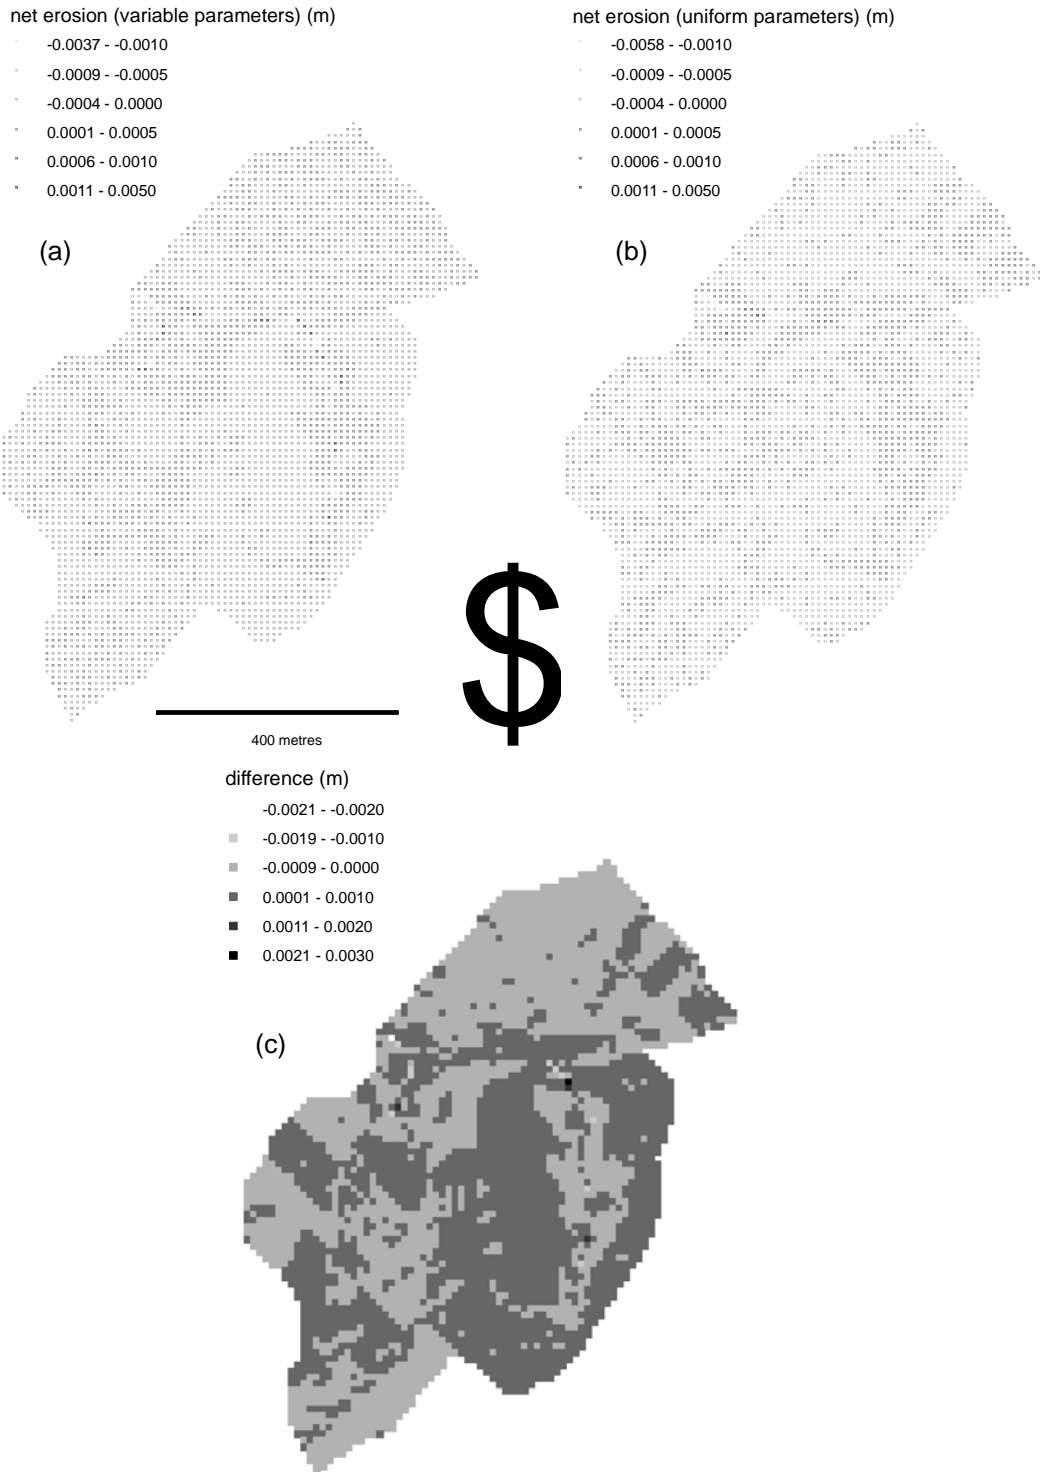 net erosion (variable parameters) (m)
-0.0037 - -0.0010
-0.0009 - -0.0005
-0.0004 - 0.0000
0.0001 - 0.0005
0.0006 - 0.0010
0.0011 - 0.0050
(a)
net erosion (uniform parameters) (m)
-0.0058 - -0.0010
-0.0009 - -0.0005
-0.0004 - 0.0000
0.0001 - 0.0005
0.0006 - 0.0010
0.0011 - 0.0050
(b)
$
400 metres
difference (m)
-0.0021 - -0.0020
-0.0019 - -0.0010
-0.0009 - 0.0000
0.0001 - 0.0010
0.0011 - 0.0020
0.0021 - 0.0030
(c)